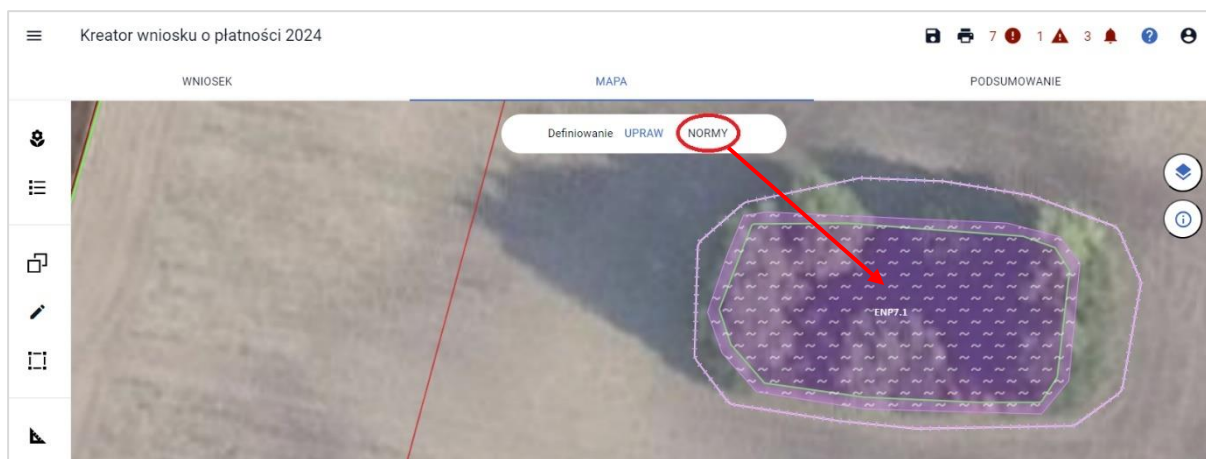 Kreator wniosku o płatności 2024
7 1 3
WNIOSEK MAPA PODSUMOWANIE
Definiowanie UPRAW NORMY
ENP7.1